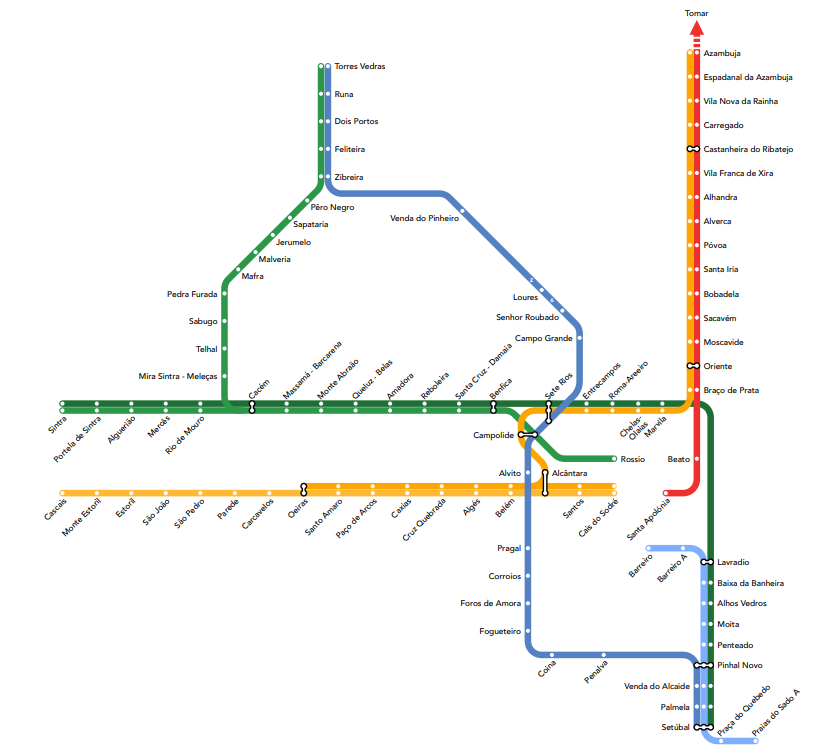 Tomar
Azambuja
Espadanal da Azambuja
Vila Nova da Rainha
Carregado
Castanheira do Ribatejo
Vila Franca de Xira
Alhandra
Alverca
Póvoa
Santa Iria
Bobadela
Sacavém
Moscavide
Oriente
Braço de Prata
Torres Vedras
Runa
Dois Portos
Feliteira
Zibreira
Pêro Negro
Sapataria
Jerumelo
Malveria
Mafra
Pedra Furada
Sabugo
Telhal
Mira Sintra - Meleças
Venda do Pinheiro
Loures
Senhor Roubado
Campo Grande
Cacém
Massamá - Barcarena
Monte Abraão
Queluz - Belas
Amadora
Reboleira
Santa Cruz - Damaia
Benfica
Sete Rios
Entrecampos
Roma-Areeiro
Sintra
Portela de Sintra
Algueirão
Mercês
Rio de Mouro
Chelas-
Olaias
Marvila
Campolide
Rossio
Beato
Alvito
Alcântara
Cascais
Monte Estoril
Estoril
São João
São Pedro
Parede
Carcavelos
Oeiras
Santo Amaro
Paço de Arcos
Caxias
Cruz Quebrada
Algés
Belém
Santos
Cais do Sodré
Santa Apolónia
Pragal
Corroios
Foros de Amora
Fogueteiro
Coina
Penalva
Barreiro
Barreiro A
Lavradio
Baixa da Banheira
Alhos Vedros
Moita
Penteado
Pinhal Novo
Venda do Alcaide
Palmela
Setúbal
Praça do Quebedo
Praias do Sado A